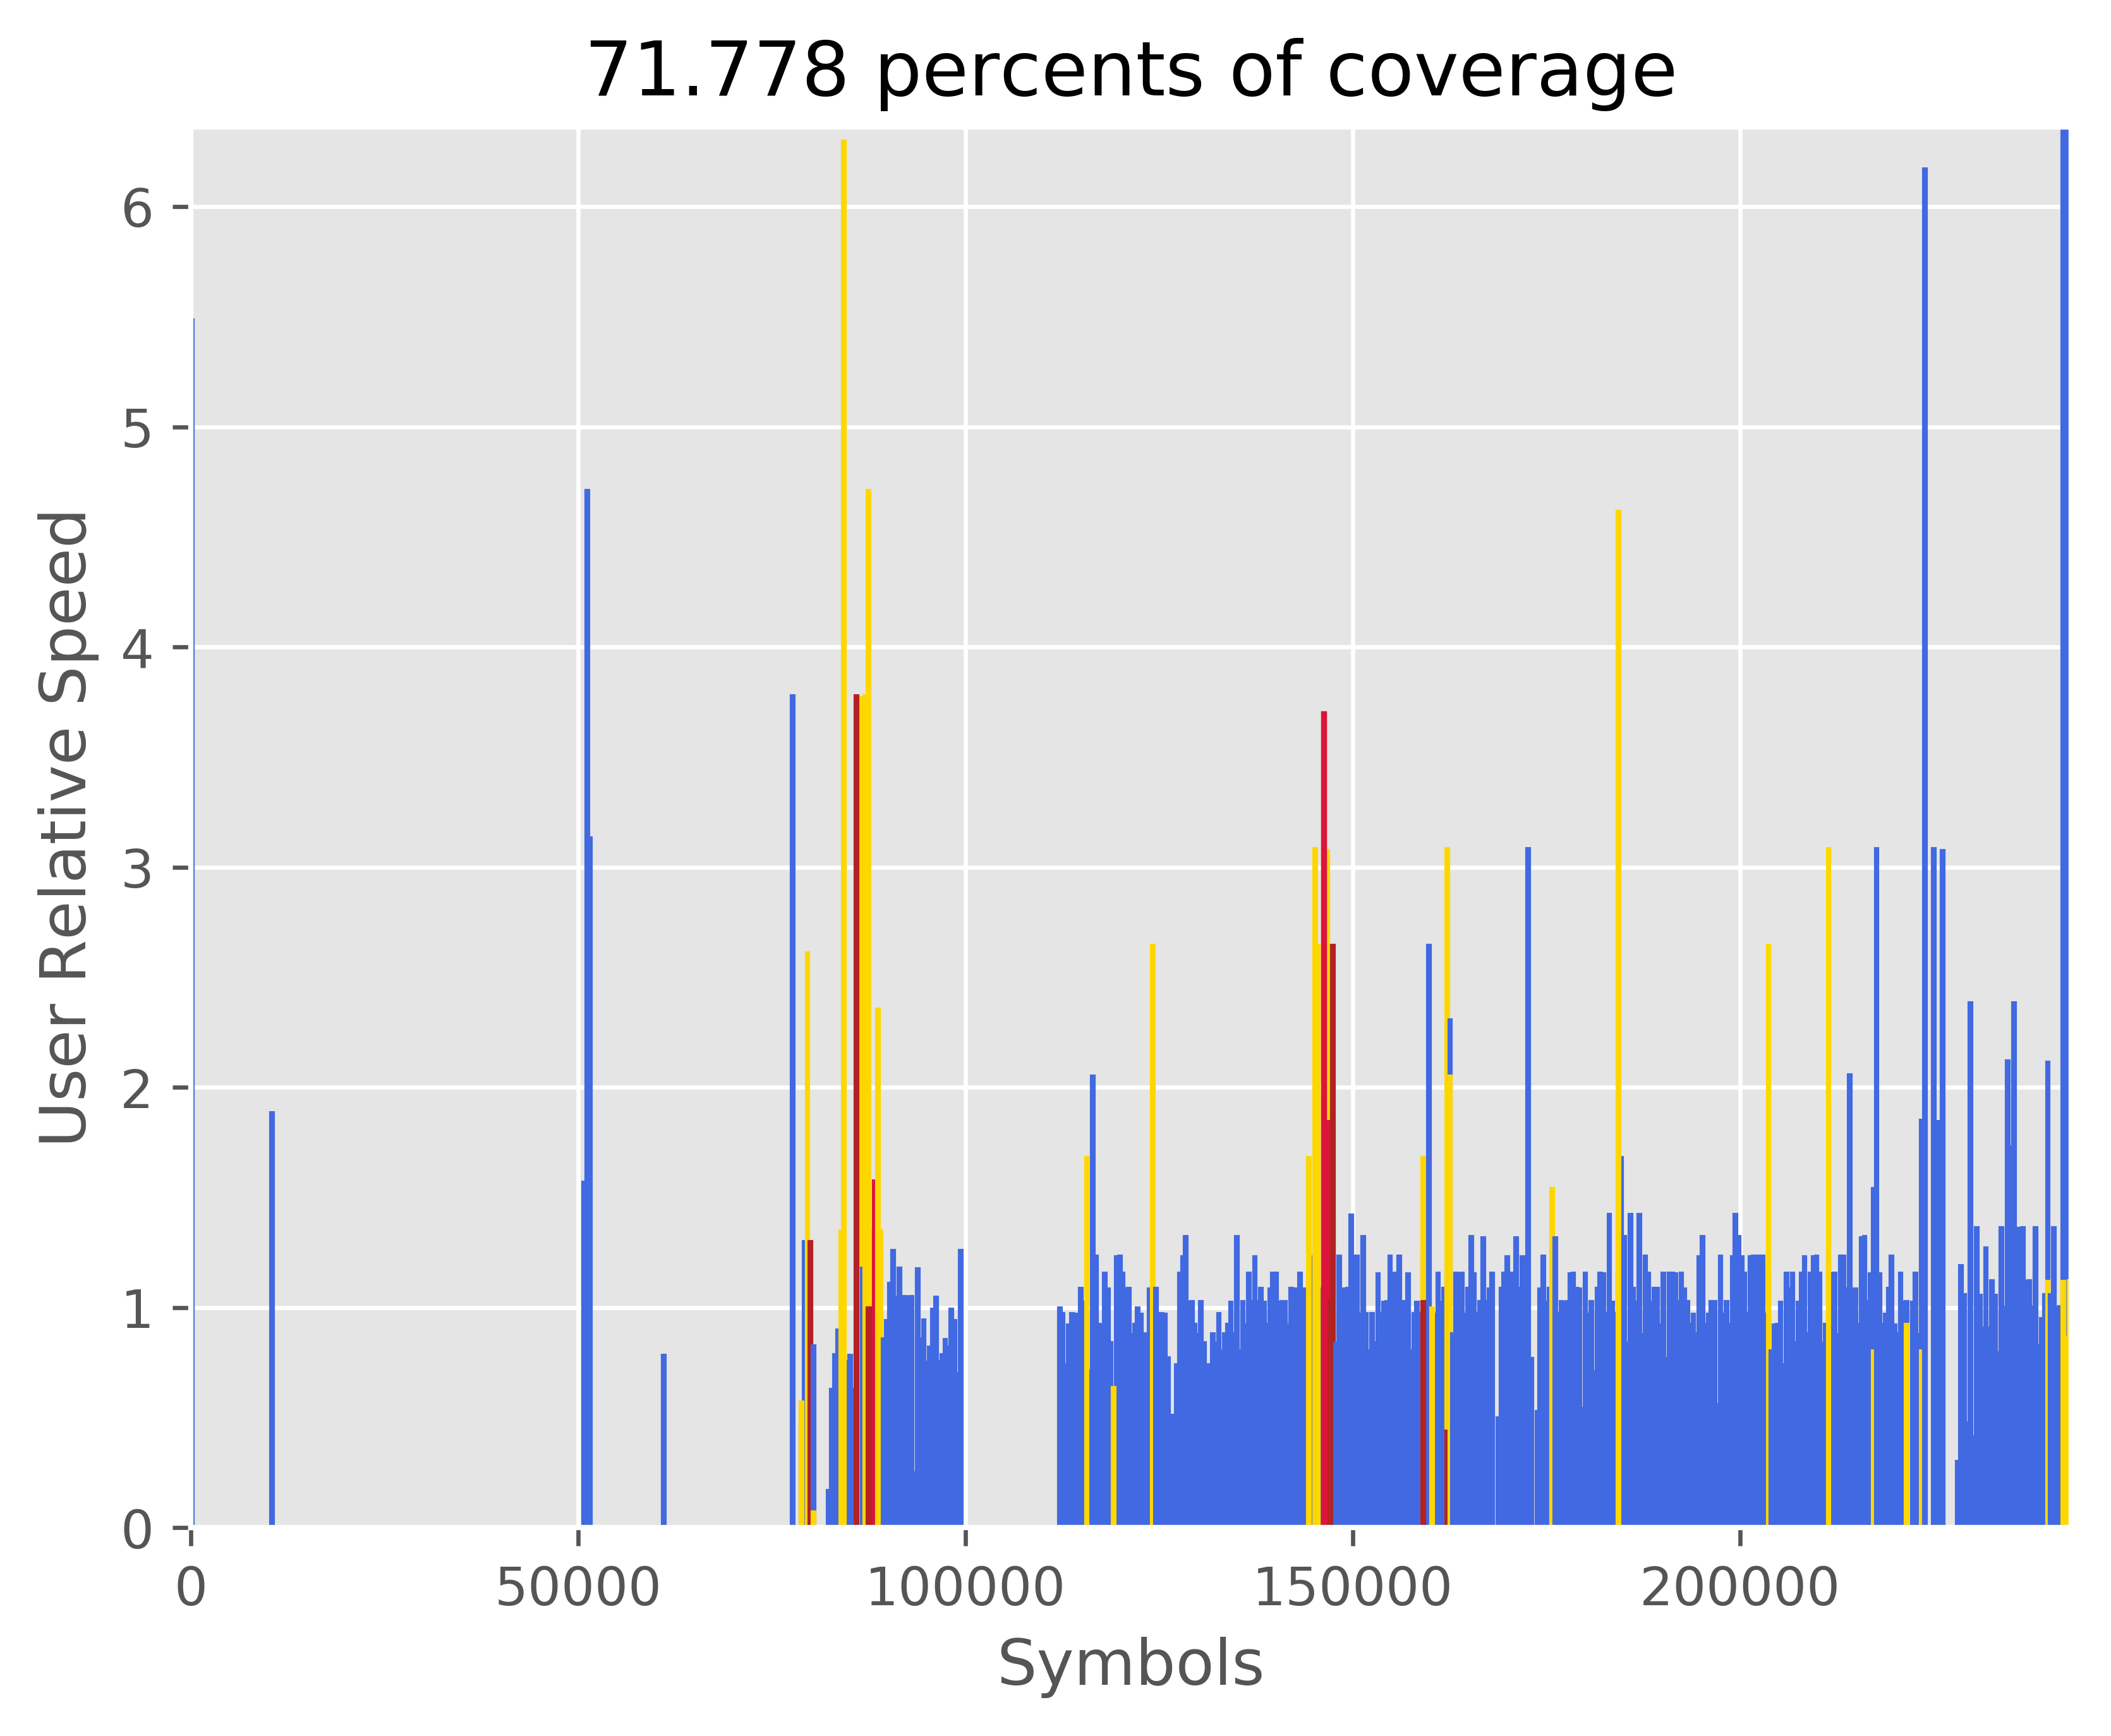 71.778 percents of coverage
User Relative Speed
6
5
4
3
2
1
0
0 50000 100000 150000 200000
Symbols